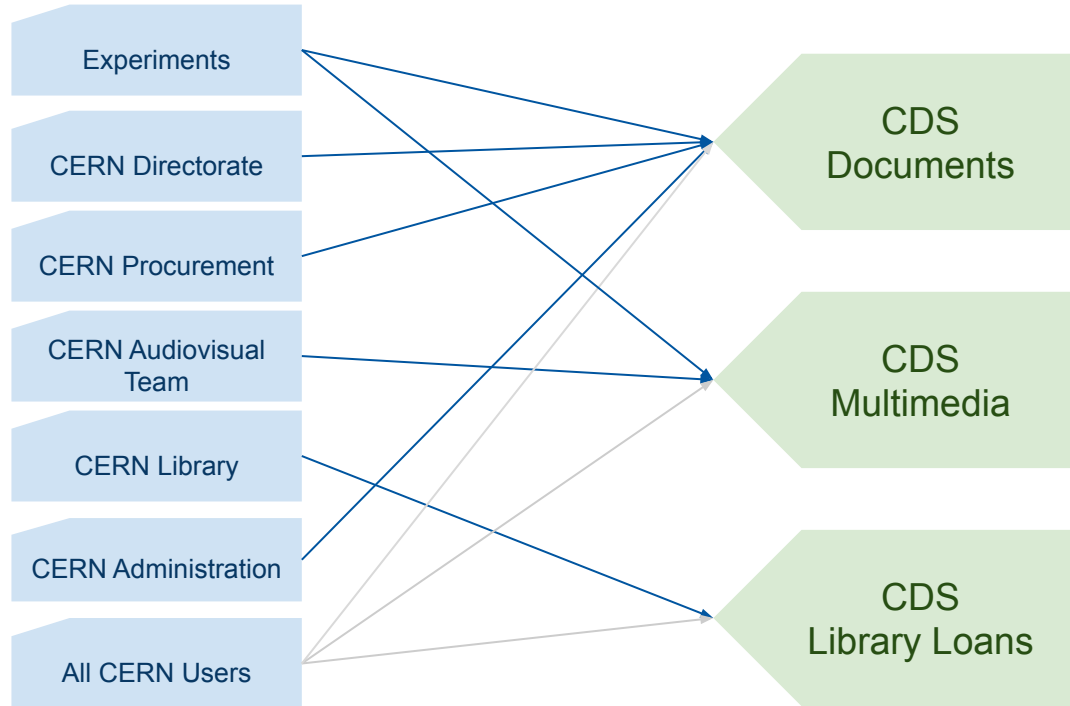 Experiments
CERN Directorate
CERN Procurement
CERN Audiovisual
Team
CERN Library
CERN Administration
All CERN Users
CDS
Documents
CDS
Multimedia
CDS
Library Loans